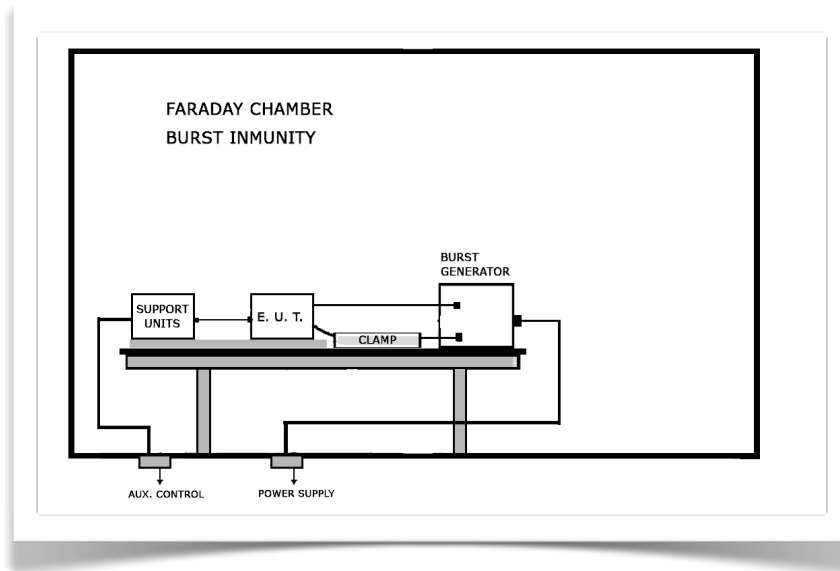 FARADAY CHAMBER
BURST INMUNITY
BURST
GENERATOR
SUPPORT
UNITS
E. U. T.
CLAMP
AUX. CONTROL
POWER SUPPLY